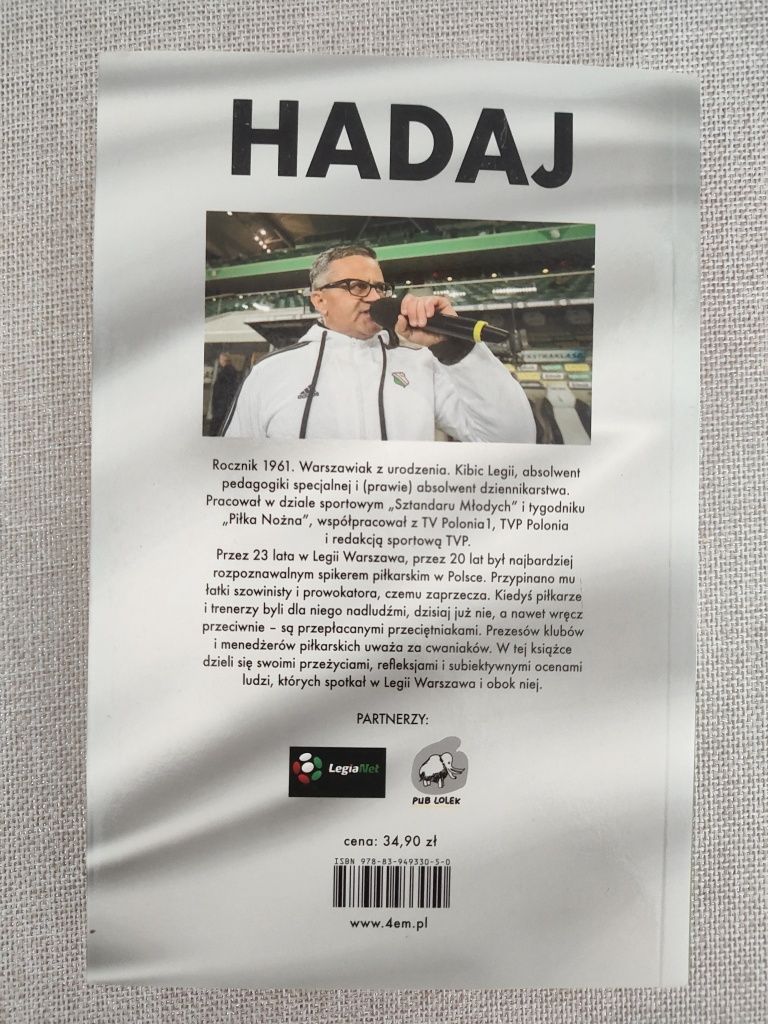 HADAJ
EKSTRAKLASA
Rocznik 1961. Warszawiak z urodzenia. Kibic Legii, absolwent
pedagogiki specjalnej i (prawie) absolwent dziennikarstwa.
Pracował w dziale sportowym „Sztandaru Młodych” i tygodniku
„Piłka Nożna”, współpracował z TV Polonia1, TVP Polonia
i redakcją sportową TVP.
Przez 23 lata w Legii Warszawa, przez 20 lat był najbardziej
rozpoznawalnym spikerem piłkarskim w Polsce. Przypinano mu
łatki szowinisty i prowokatora, czemu zaprzecza. Kiedyś piłkarze
i trenerzy byli dla niego nadludźmi, dzisiaj już nie, a nawet wręcz
przeciwnie – są przepłacanymi przeciętniakami. Prezesów klubów
i menedżerów piłkarskich uważa za cwaniaków. W tej książce
dzieli się swoimi przeżyciami, refleksjami i subiektywnymi ocenami
ludzi, których spotkał w Legii Warszawa i obok niej.
PARTNERZY:
LegiaNet
PUB LOLEK
cena: 34,90 zł
ISBN 978-83-949330-5-0
www.4em.pl